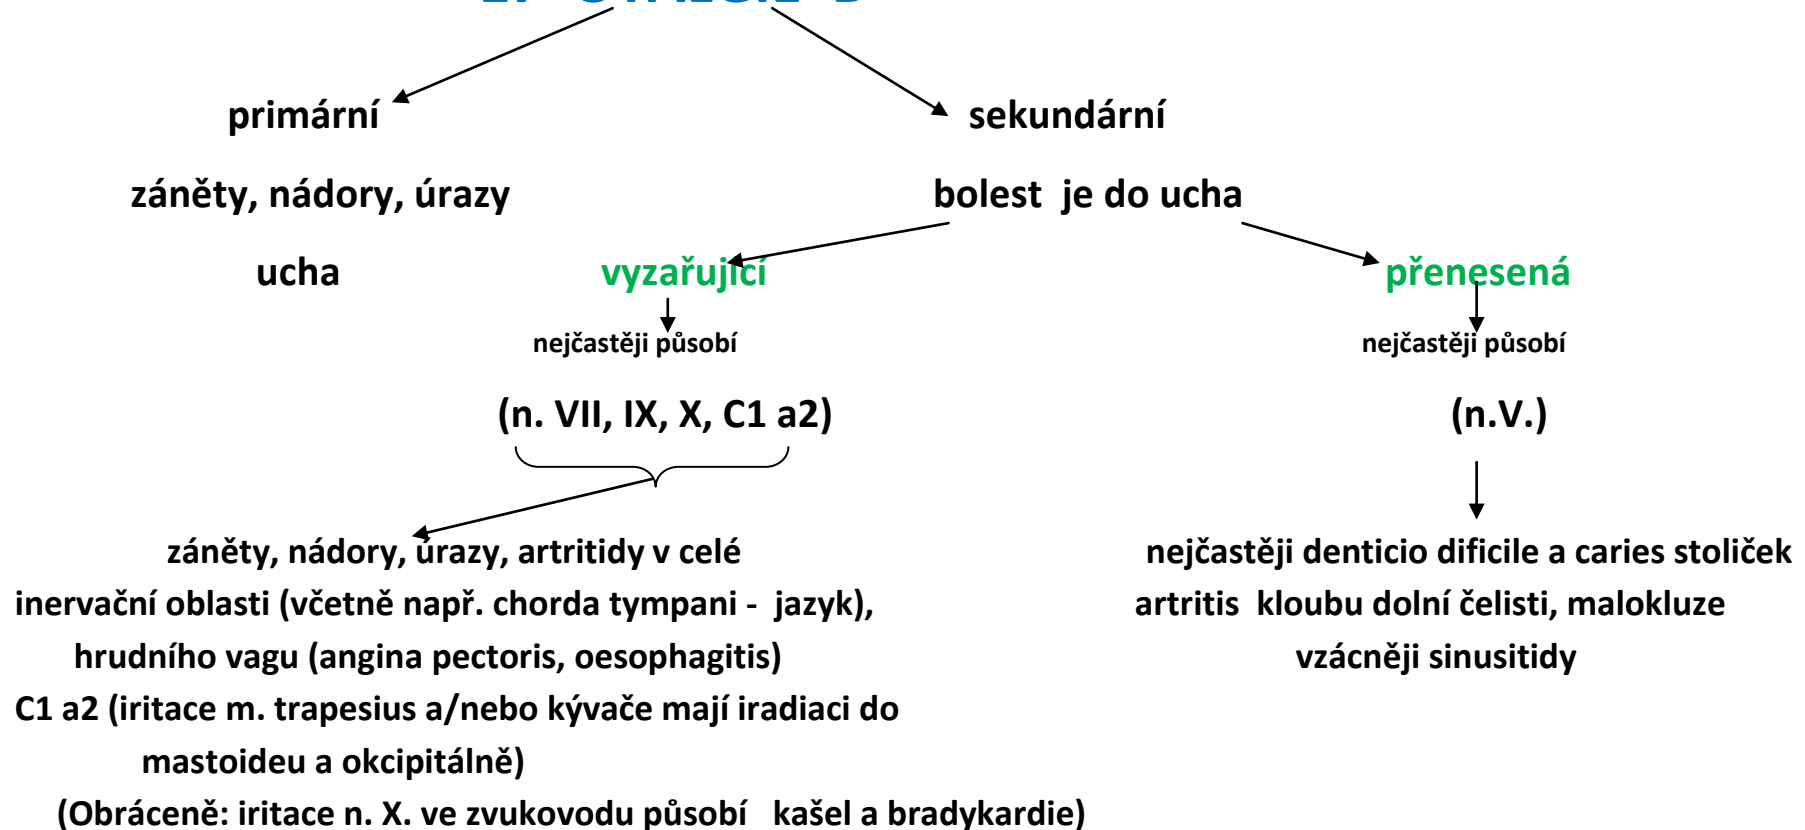 primární
sekundární
záněty, nádory, úrazy
bolest je do ucha
ucha
vyzařující
přenesená
nejčastěji působí
nejčastěji působí
(n. VII, IX, X, C1 a2)
(n.V.)
záněty, nádory, úrazy, artritidy v celé
inervační oblasti (včetně např. chorda tympani - jazyk),
hrudního vagu (angina pectoris, oesophagitis)
C1 a2 (iritace m. trapesius a/nebo kývače mají iradiaci do
mastoideu a okcipitálně)
(Obráceně: iritace n. X. ve zvukovodu působí kašel a bradykardie)
nejčastěji denticio dificile a caries stoliček
artritis kloubu dolní čelisti, malokluze
vzácněji sinusitidy